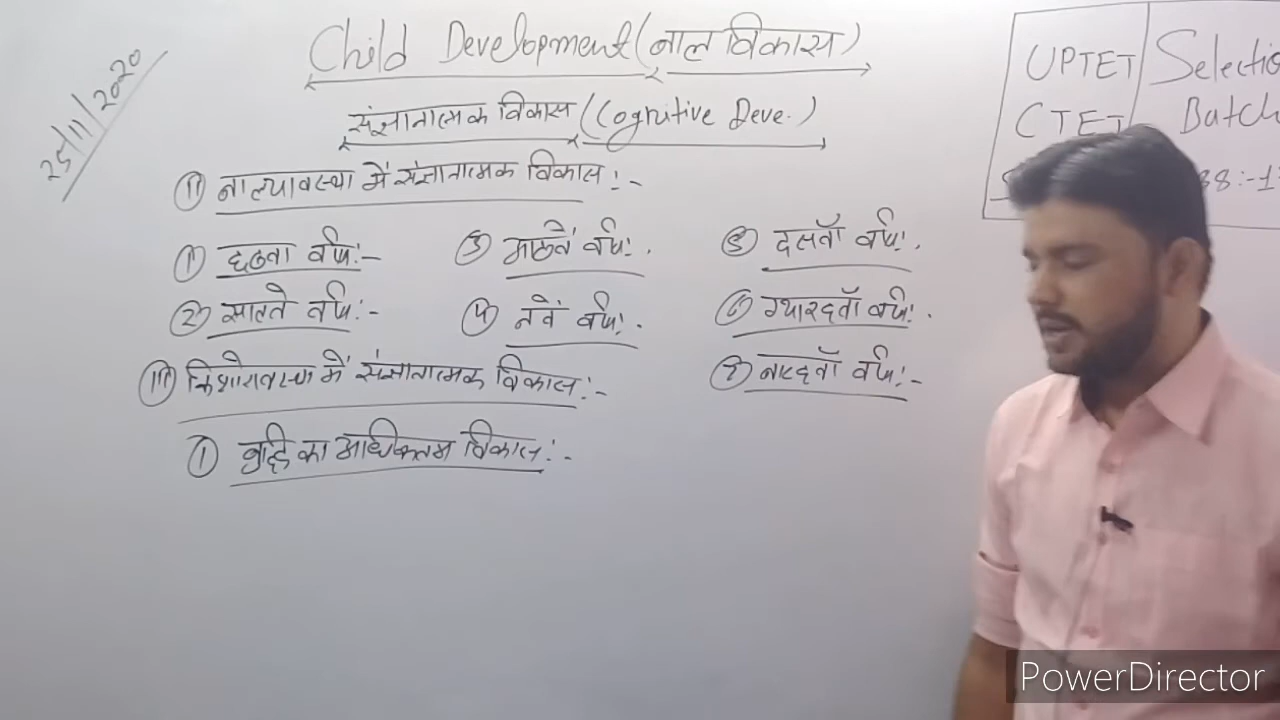 Child Development (बाल विकास)
25/11/2020
संज्ञानात्मक विकास (Cognitive Deve.)
UPTET Selectio
CTET Batch
S 38:-1
(II) बाल्यावस्था में संज्ञानात्मक विकास:-
(1) छठवा वर्ष:-
(3) आठवें वर्ष:-
(5) दसवाँ वर्ष:-
(2) सातवे वर्ष:-
(4) नवें वर्ष:-
(6) ग्यारहवाँ वर्ष:-
(7) बारहवाँ वर्ष:-
(III) किशोरावस्था में संज्ञानात्मक विकास:-
(1) बुद्धि का अधिकतम विकास:-
PowerDirector